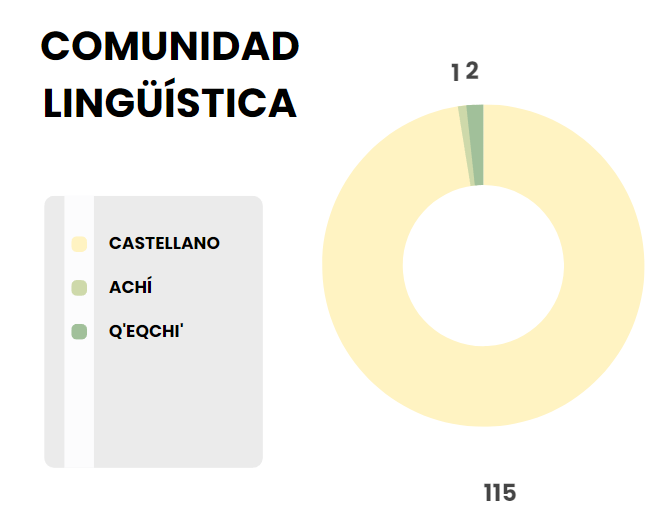 COMUNIDAD
LINGÜÍSTICA
1 2
CASTELLANO
ACHÍ
Q'EQCHI'
115